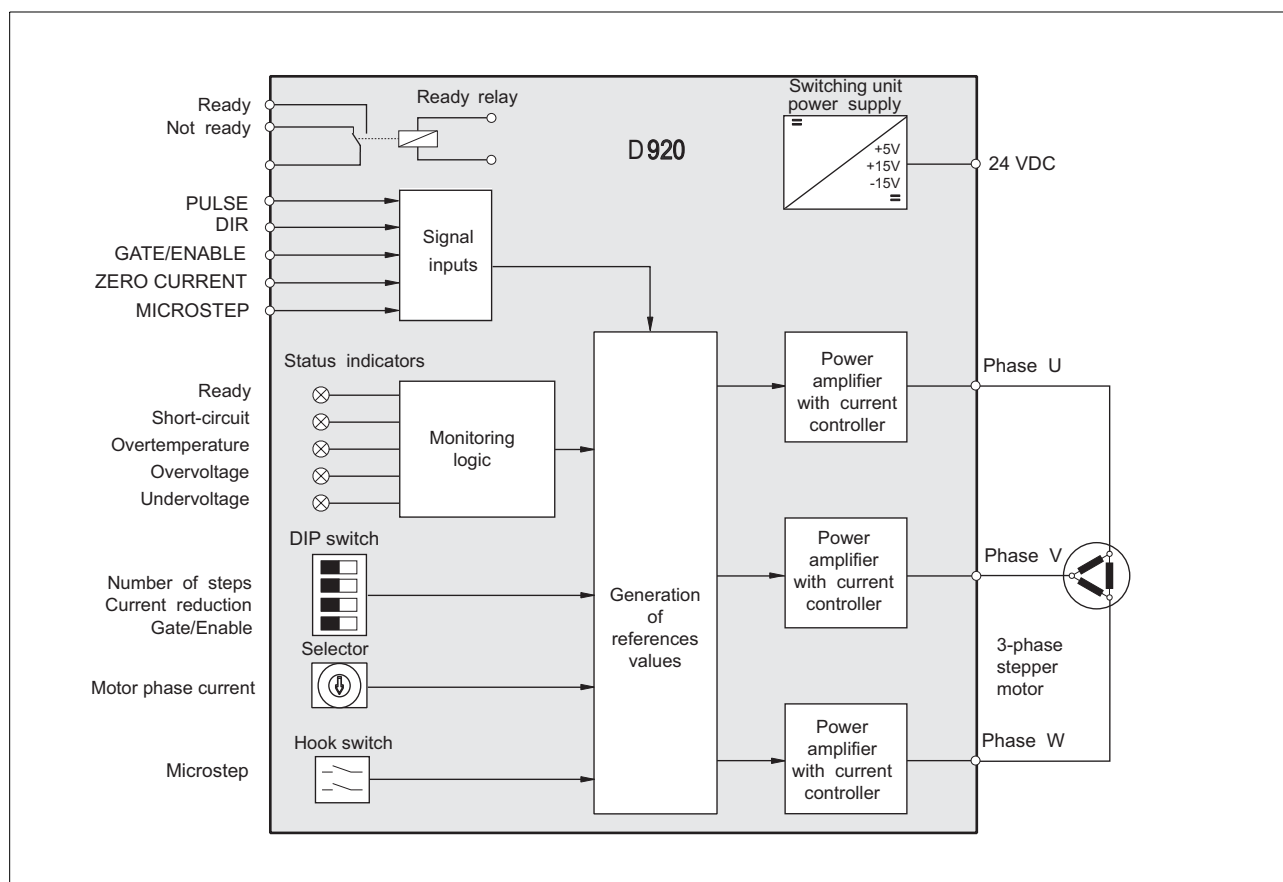 Ready
Not ready
Ready relay
D920
Switching unit
power supply
+5V
+15V
-15V
24 VDC
PULSE
DIR
GATE/ENABLE
ZERO CURRENT
MICROSTEP
Signal
inputs
Status indicators
Ready
Short-circuit
Overtemperature
Overvoltage
Undervoltage
Monitoring
logic
DIP switch
Number of steps
Current reduction
Gate/Enable
Selector
Motor phase current
Hook switch
Microstep
Generation
of
references
values
Power
amplifier
with current
controller
Phase U
Power
amplifier
with current
controller
Phase V
3-phase
stepper
motor
Power
amplifier
with current
controller
Phase W